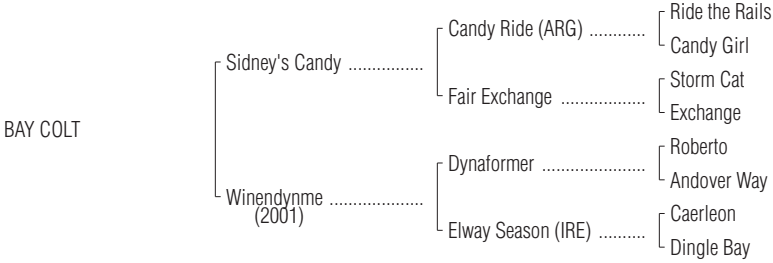 Ride the Rails
Candy Ride (ARG) ............
Candy Girl
Sidney's Candy ................
Storm Cat
Fair Exchange ..................
Exchange
BAY COLT
Roberto
Dynaformer ......................
Andover Way
Winendynme ....................
(2001)
Caerleon
Elway Season (IRE) ..........
Dingle Bay